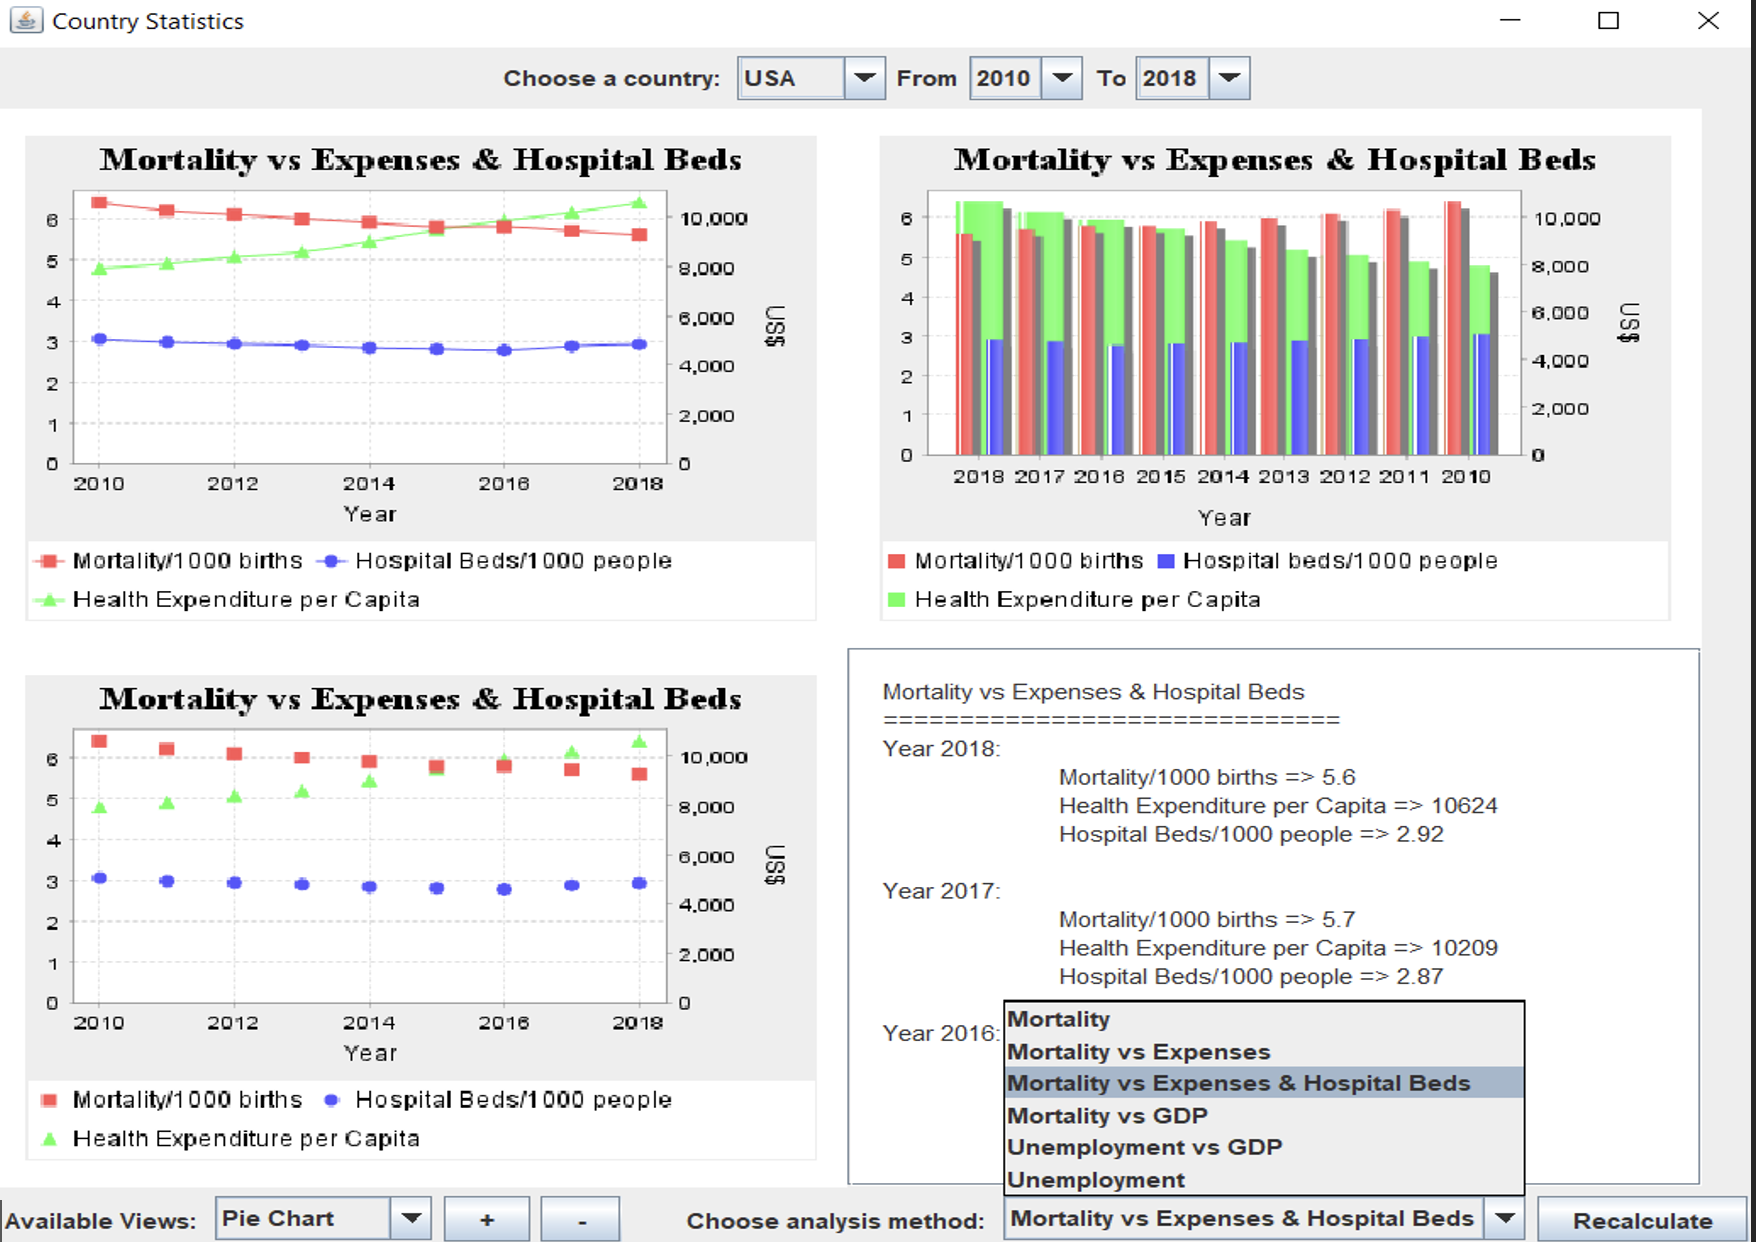 Country Statistics
Choose a country: USA From 2010 To 2018
Mortality vs Expenses & Hospital Beds
6
5
4
3
2
1
0
10,000
8,000
6,000
4,000
2,000
0
US$
2010 2012 2014 2016 2018
Year
Mortality/1000 births Hospital Beds/1000 people
Health Expenditure per Capita
Mortality vs Expenses & Hospital Beds
6
5
4
3
2
1
0
10,000
8,000
6,000
4,000
2,000
0
US$
2018 2017 2016 2015 2014 2013 2012 2011 2010
Year
Mortality/1000 births Hospital beds/1000 people
Health Expenditure per Capita
Mortality vs Expenses & Hospital Beds
6
5
4
3
2
1
0
10,000
8,000
6,000
4,000
2,000
0
US$
2010 2012 2014 2016 2018
Year
Mortality/1000 births Hospital Beds/1000 people
Health Expenditure per Capita
Mortality vs Expenses & Hospital Beds
==============================
Year 2018:
Mortality/1000 births => 5.6
Health Expenditure per Capita => 10624
Hospital Beds/1000 people => 2.92
Year 2017:
Mortality/1000 births => 5.7
Health Expenditure per Capita => 10209
Hospital Beds/1000 people => 2.87
Year 2016:
Mortality
Mortality vs Expenses
Mortality vs Expenses & Hospital Beds
Mortality vs GDP
Unemployment vs GDP
Unemployment
Available Views: Pie Chart + - Choose analysis method: Mortality vs Expenses & Hospital Beds Recalculate